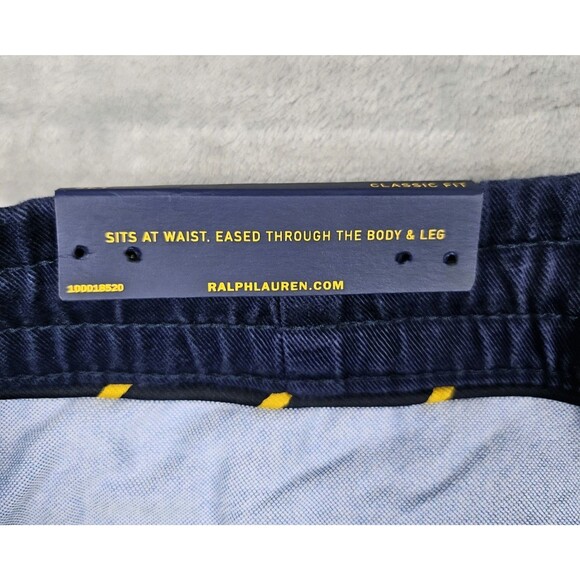 CLASSIC FIT
SITS AT WAIST. EASED THROUGH THE BODY & LEG
100018520 RALPHLAUREN.COM